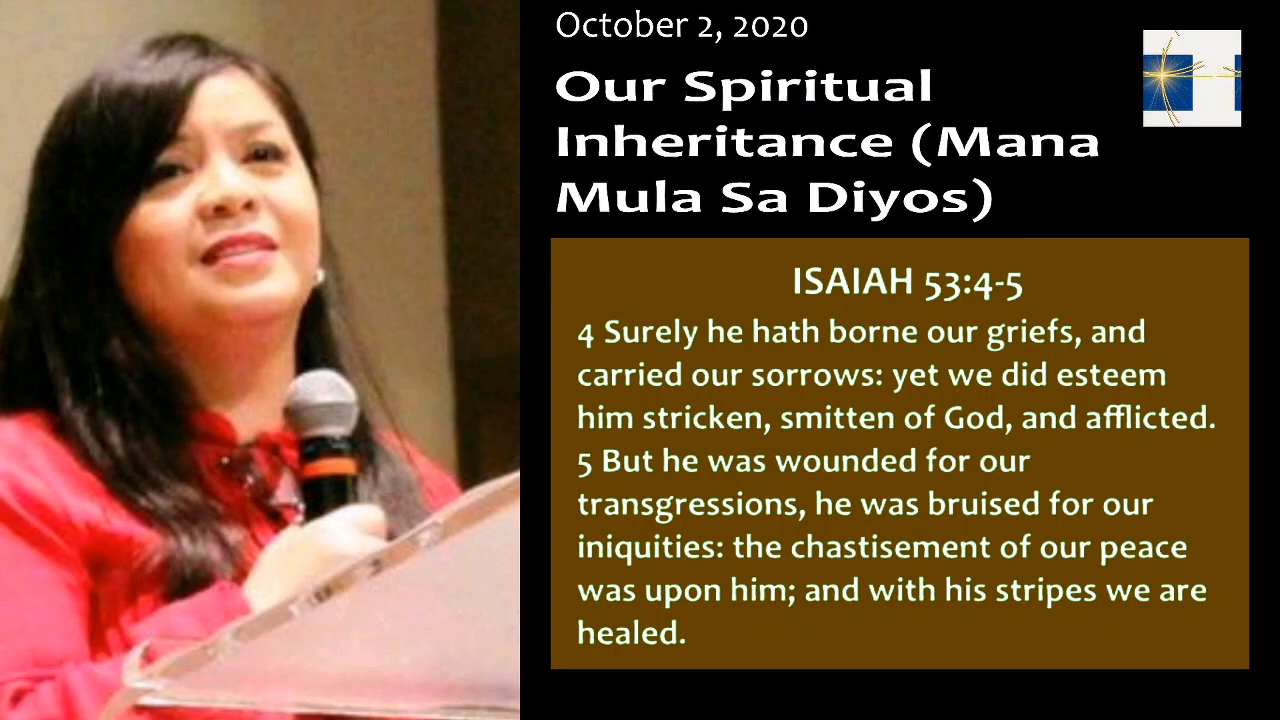 October 2, 2020
Our Spiritual
Inheritance (Mana
Mula Sa Diyos)
ISAIAH 53:4-5
4 Surely he hath borne our griefs, and
carried our sorrows: yet we did esteem
him stricken, smitten of God, and afflicted.
5 But he was wounded for our
transgressions, he was bruised for our
iniquities: the chastisement of our peace
was upon him; and with his stripes we are
healed.